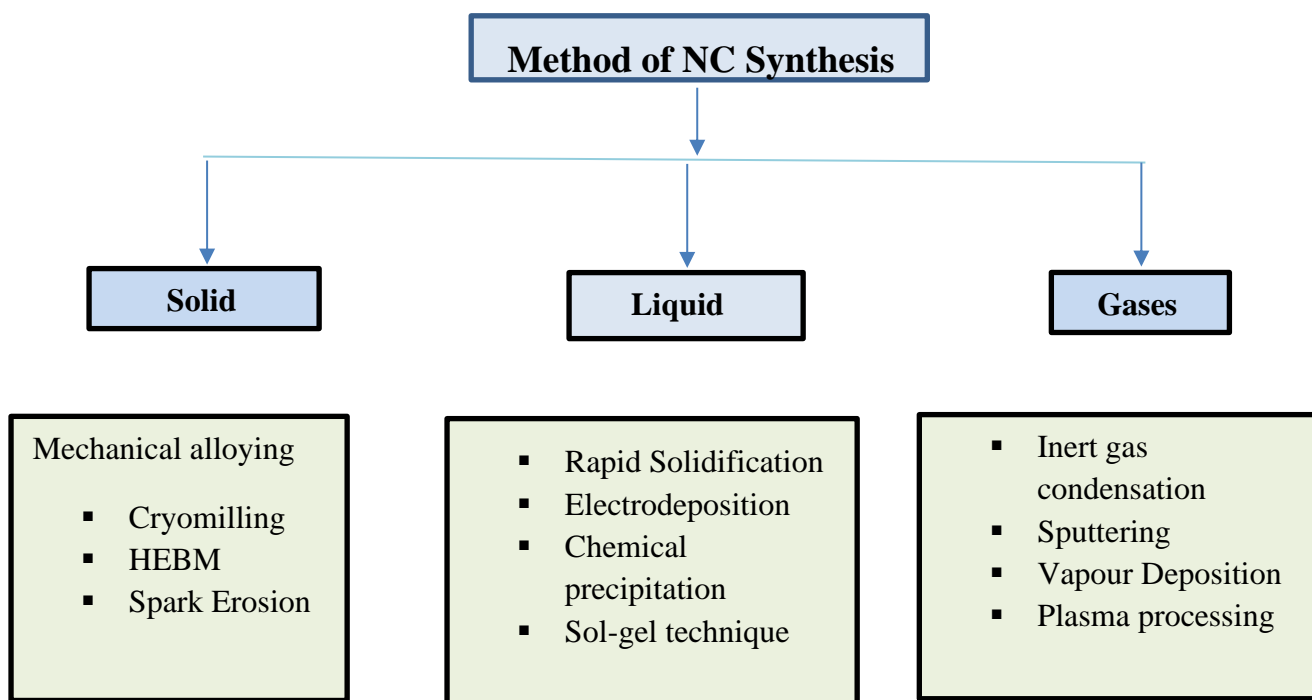 Method of NC Synthesis
Solid
Liquid
Gases
Mechanical alloying
▪ Cryomilling
▪ HEBM
▪ Spark Erosion
▪ Rapid Solidification
▪ Electrodeposition
▪ Chemical
precipitation
▪ Sol-gel technique
▪ Inert gas
condensation
▪ Sputtering
▪ Vapour Deposition
▪ Plasma processing